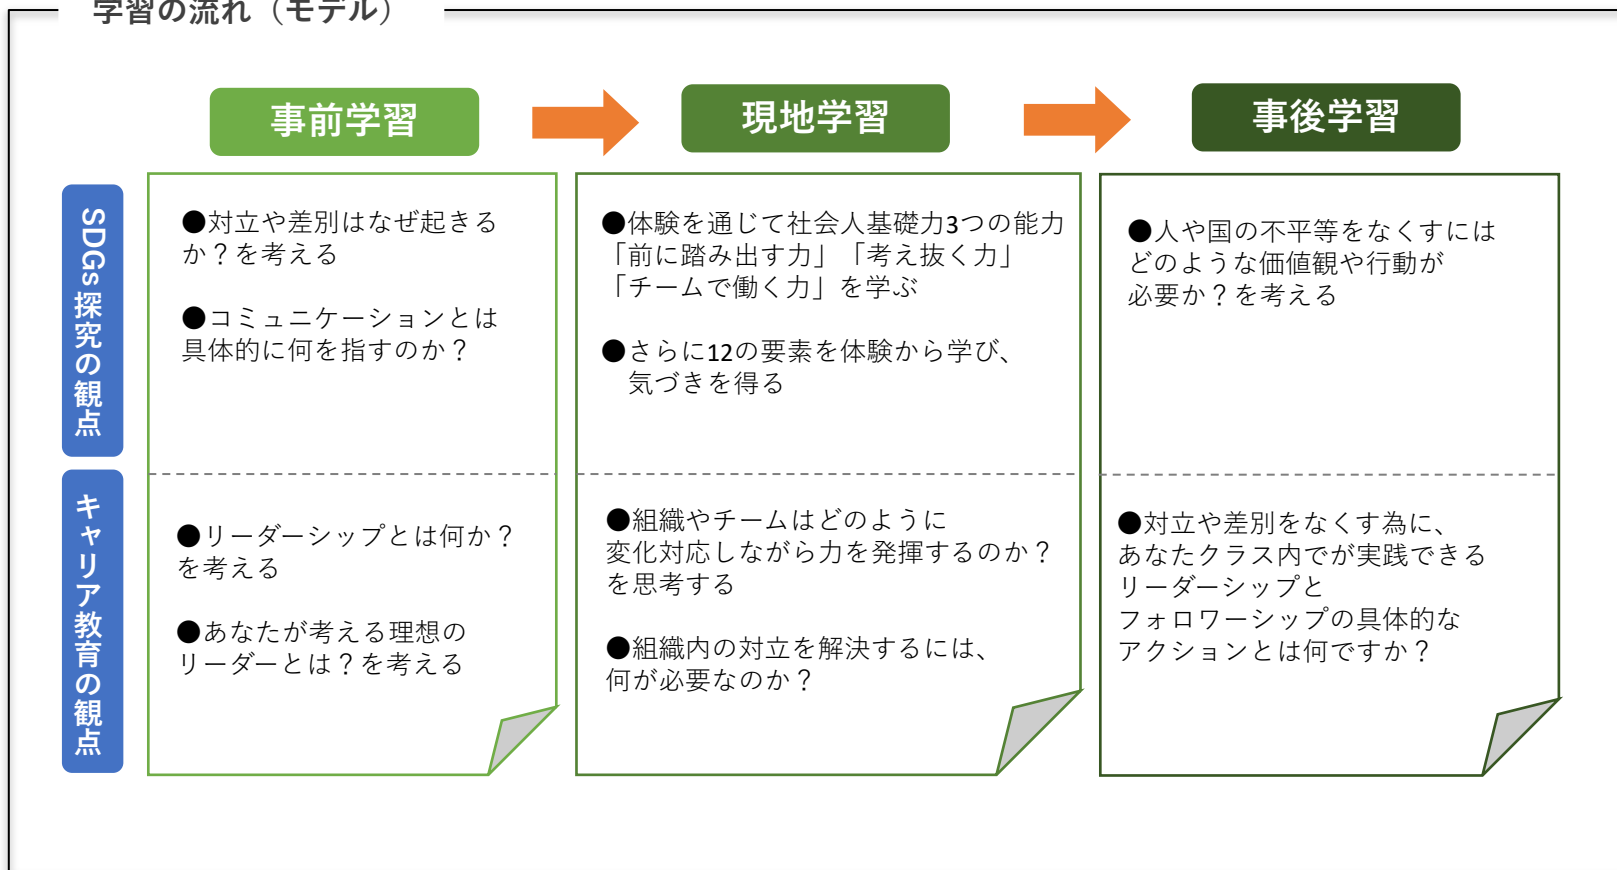 学習の流れ（モデル）
事前学習
現地学習
事後学習
SDGs探究の観点
●対立や差別はなぜ起きる
か？を考える
●コミュニケーションとは
具体的に何を指すのか？
●体験を通じて社会人基礎力3つの能力
「前に踏み出す力」「考え抜く力」
「チームで働く力」を学ぶ
●さらに12の要素を体験から学び、
気づきを得る
●人や国の不平等をなくすには
どのような価値観や行動が
必要か？を考える
キャリア教育の観点
●リーダーシップとは何か？
を考える
●あなたが考える理想の
リーダーとは？を考える
●組織やチームはどのように
変化対応しながら力を発揮するのか？
を思考する
●組織内の対立を解決するには、
何が必要なのか？
●対立や差別をなくす為に、
あなたクラス内でが実践できる
リーダーシップと
フォロワーシップの具体的な
アクションとは何ですか？